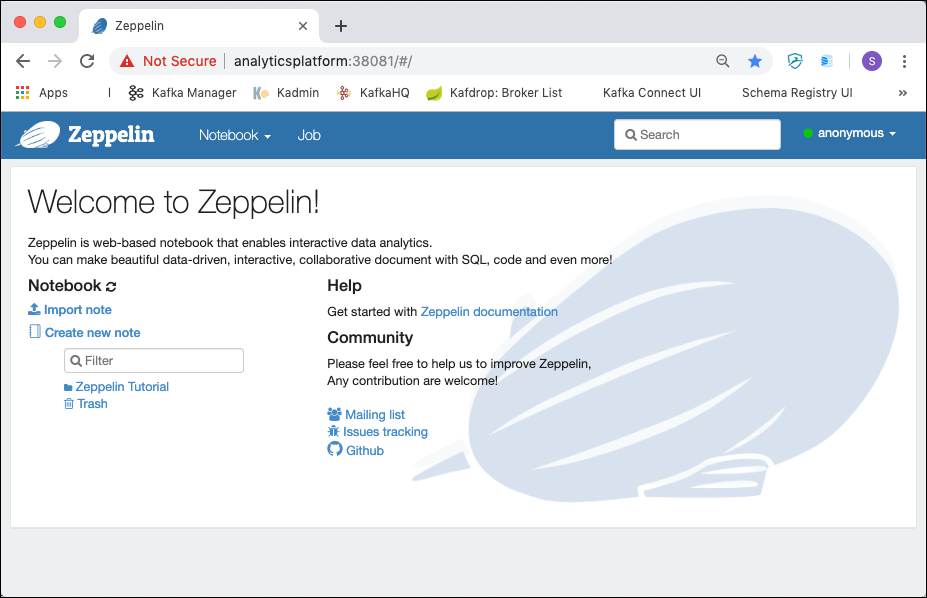 Zeppelin
Not Secure analyticsplatform:38081/#/ S
Apps Kafka Manager Kadmin KafkaHQ Kafdrop: Broker List Kafka Connect UI Schema Registry UI »
Zeppelin Notebook Job Search anonymous
Welcome to Zeppelin!
Zeppelin is web-based notebook that enables interactive data analytics.
You can make beautiful data-driven, interactive, collaborative document with SQL, code and even more!
Notebook
Import note
Create new note
Filter
Zeppelin Tutorial
Trash
Help
Get started with Zeppelin documentation
Community
Please feel free to help us to improve Zeppelin,
Any contribution are welcome!
Mailing list
Issues tracking
Github